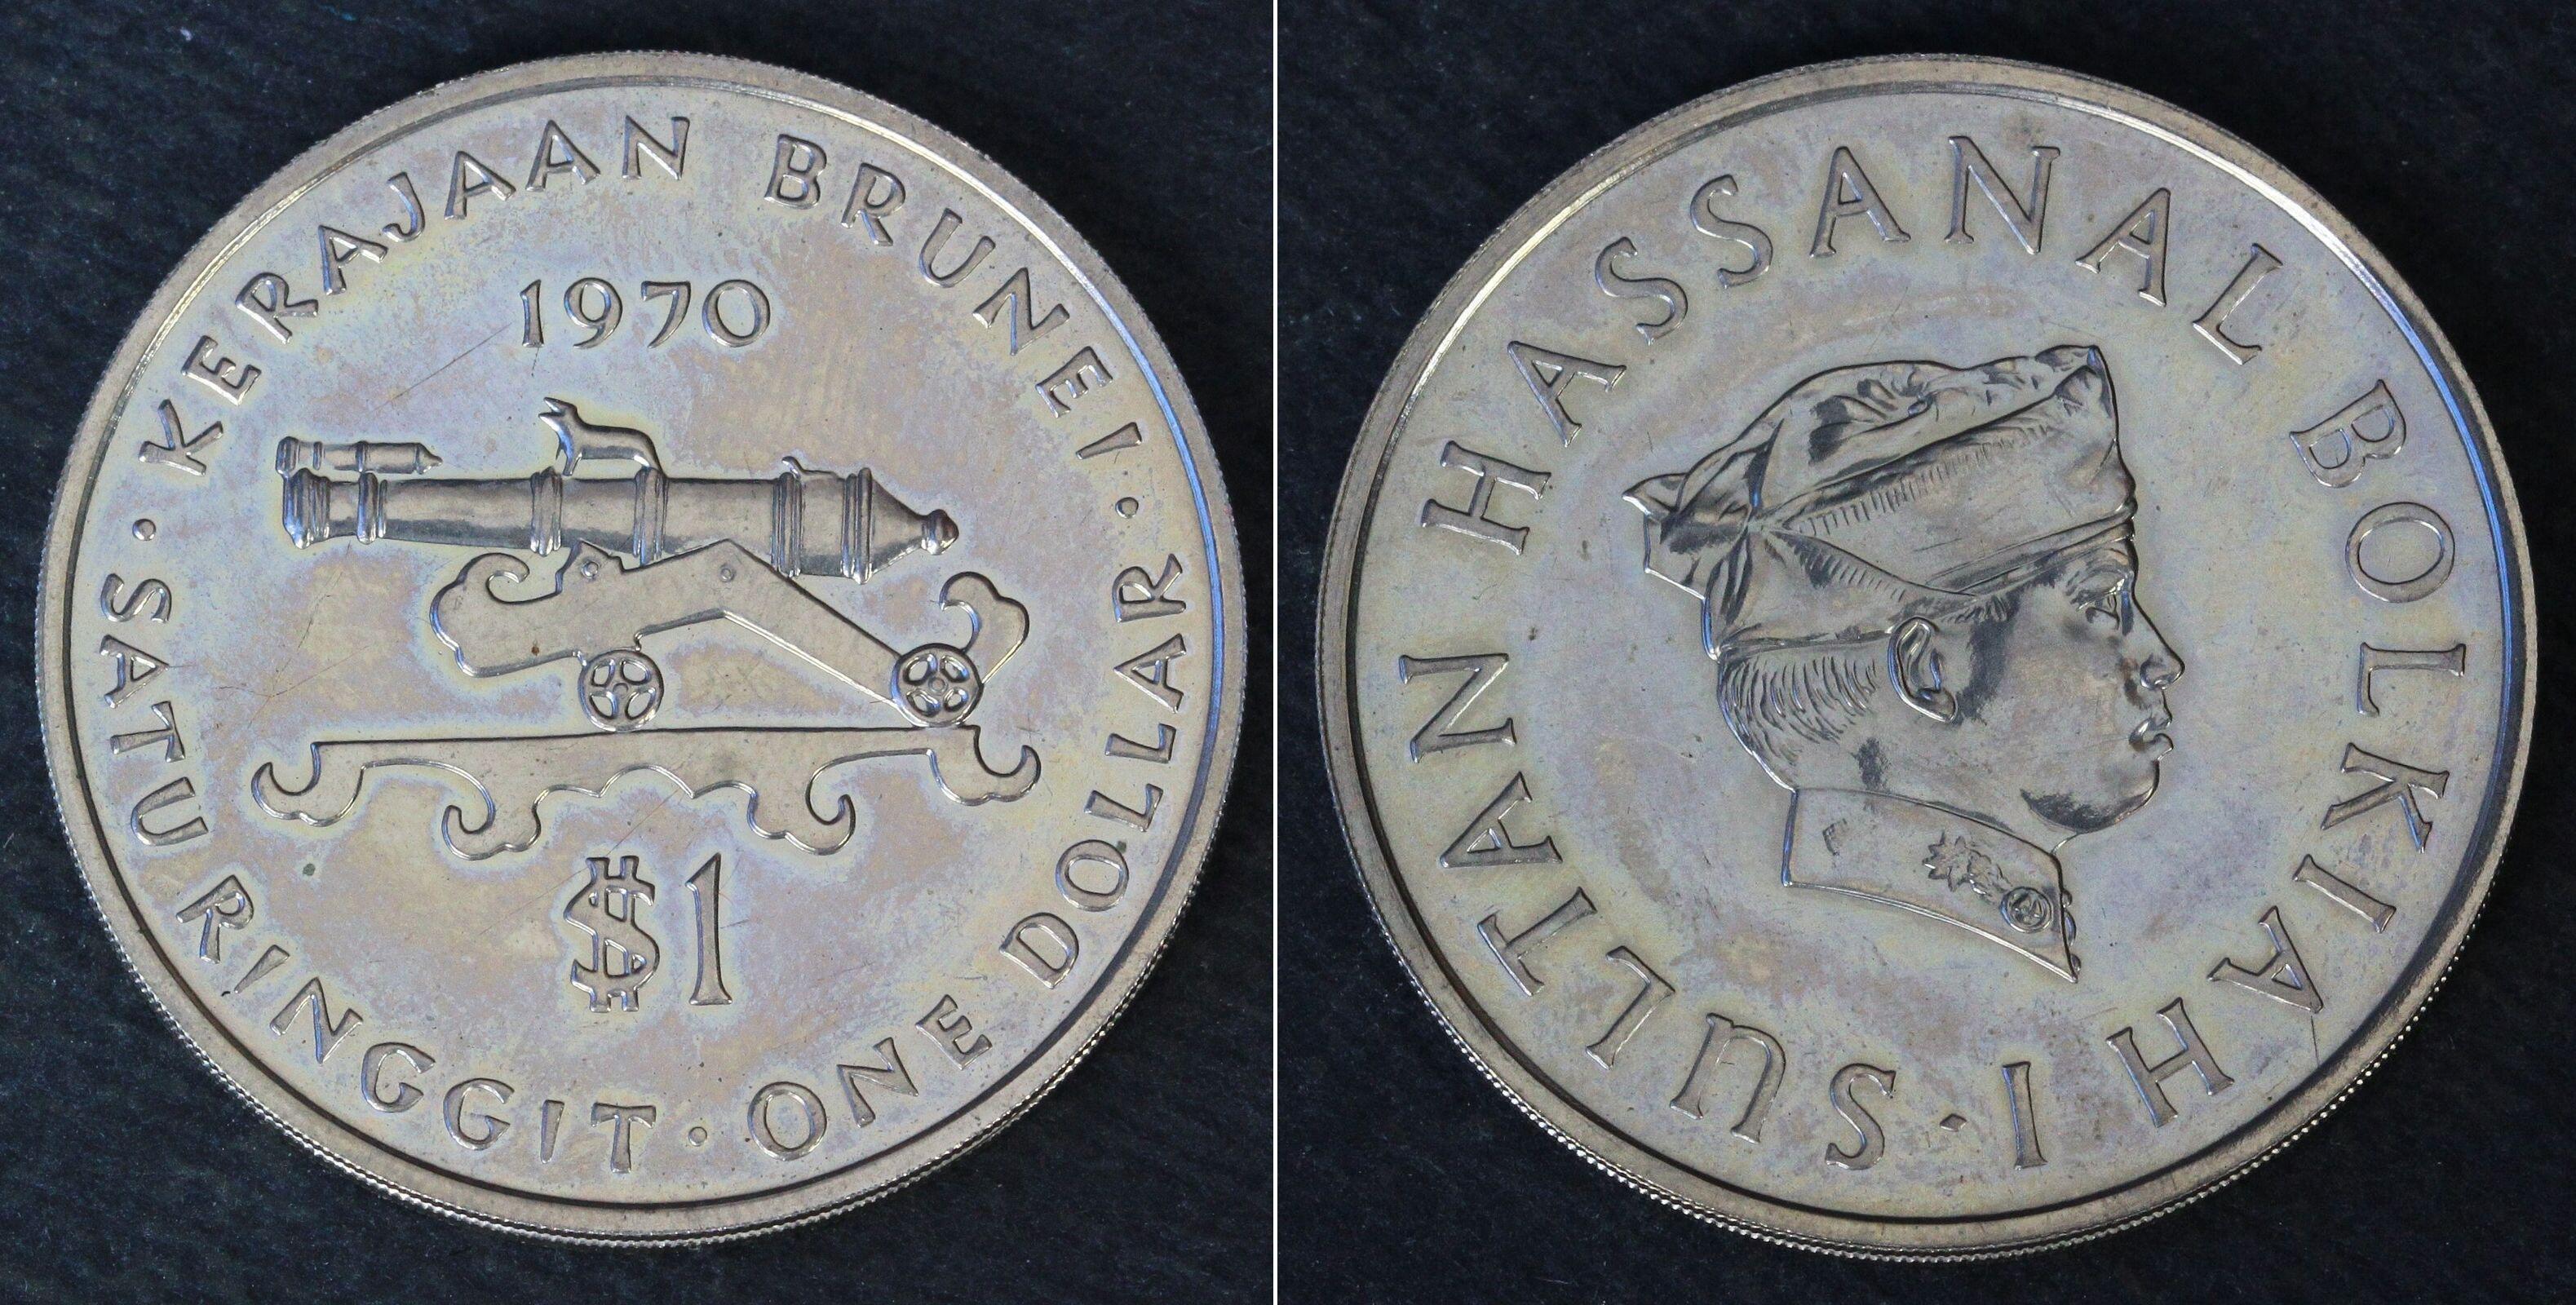 · KERAJAAN BRUNEI ·
1970
$1
SATU RINGGIT · ONE DOLLAR
SULTAN HASSANAL BOLKIAH I ·